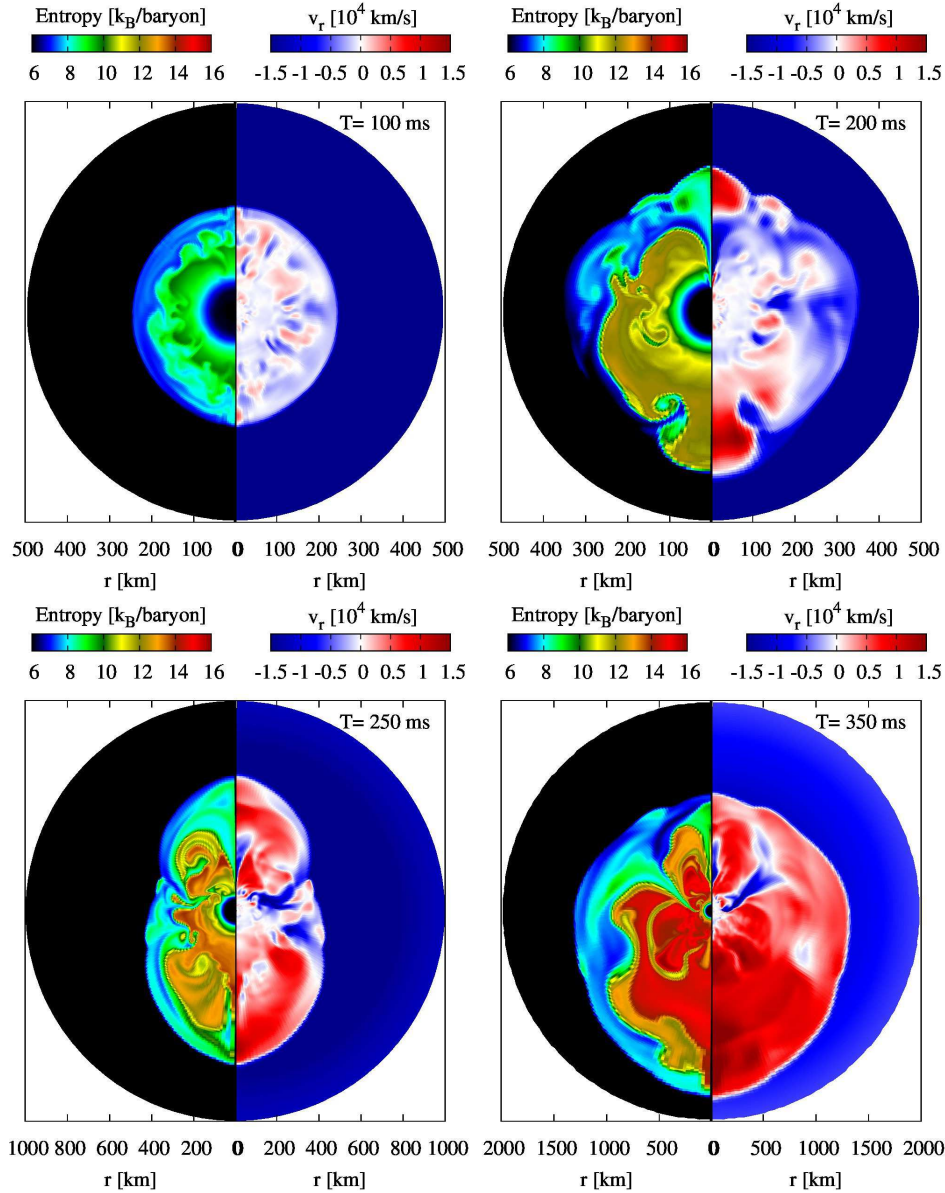 Entropy [k_B/baryon]   v_r [10^4 km/s]   Entropy [k_B/baryon]   v_r [10^4 km/s]
6 8 10 12 14 16   -1.5 -1 -0.5 0 0.5 1 1.5   6 8 10 12 14 16   -1.5 -1 -0.5 0 0.5 1 1.5
T= 100 ms   T= 200 ms
500 400 300 200 100 0 0 100 200 300 400 500   500 400 300 200 100 0 0 100 200 300 400 500
r [km]   r [km]   r [km]   r [km]
Entropy [k_B/baryon]   v_r [10^4 km/s]   Entropy [k_B/baryon]   v_r [10^4 km/s]
6 8 10 12 14 16   -1.5 -1 -0.5 0 0.5 1 1.5   6 8 10 12 14 16   -1.5 -1 -0.5 0 0.5 1 1.5
T= 250 ms   T= 350 ms
1000 800 600 400 200 0 0 200 400 600 800 1000   2000 1500 1000 500 0 0 500 1000 1500 2000
r [km]   r [km]   r [km]   r [km]